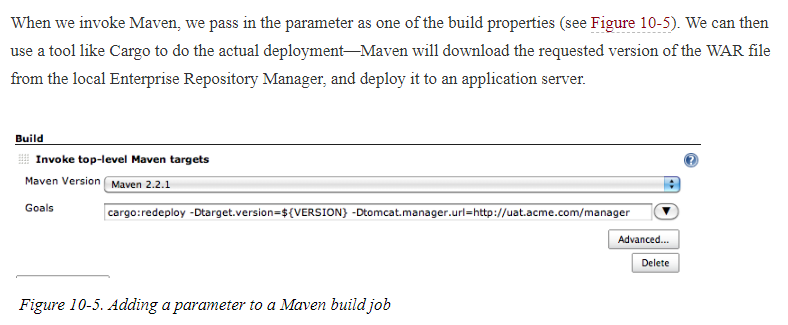 When we invoke Maven, we pass in the parameter as one of the build properties (see Figure 10-5). We can then
use a tool like Cargo to do the actual deployment—Maven will download the requested version of the WAR file
from the local Enterprise Repository Manager, and deploy it to an application server.
Build
Invoke top-level Maven targets
?
Maven Version Maven 2.2.1
Goals cargo:redeploy -Dtarget.version=${VERSION} -Dtomcat.manager.url=http://uat.acme.com/manager
Advanced...
Delete
Figure 10-5. Adding a parameter to a Maven build job